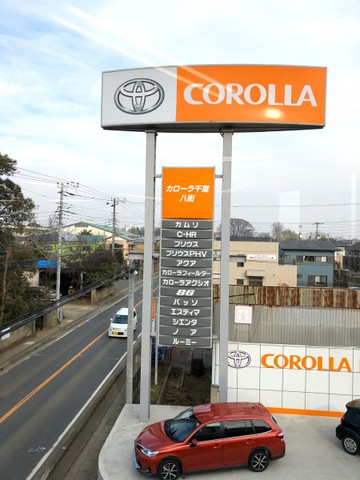 COROLLA
カローラ千葉
八街
カムリ
C-HR
プリウス
プリウスPHV
アクア
カローラフィールダー
カローラアクシオ
86
パッソ
エスティマ
シエンタ
ノア
ルーミー
COROLLA